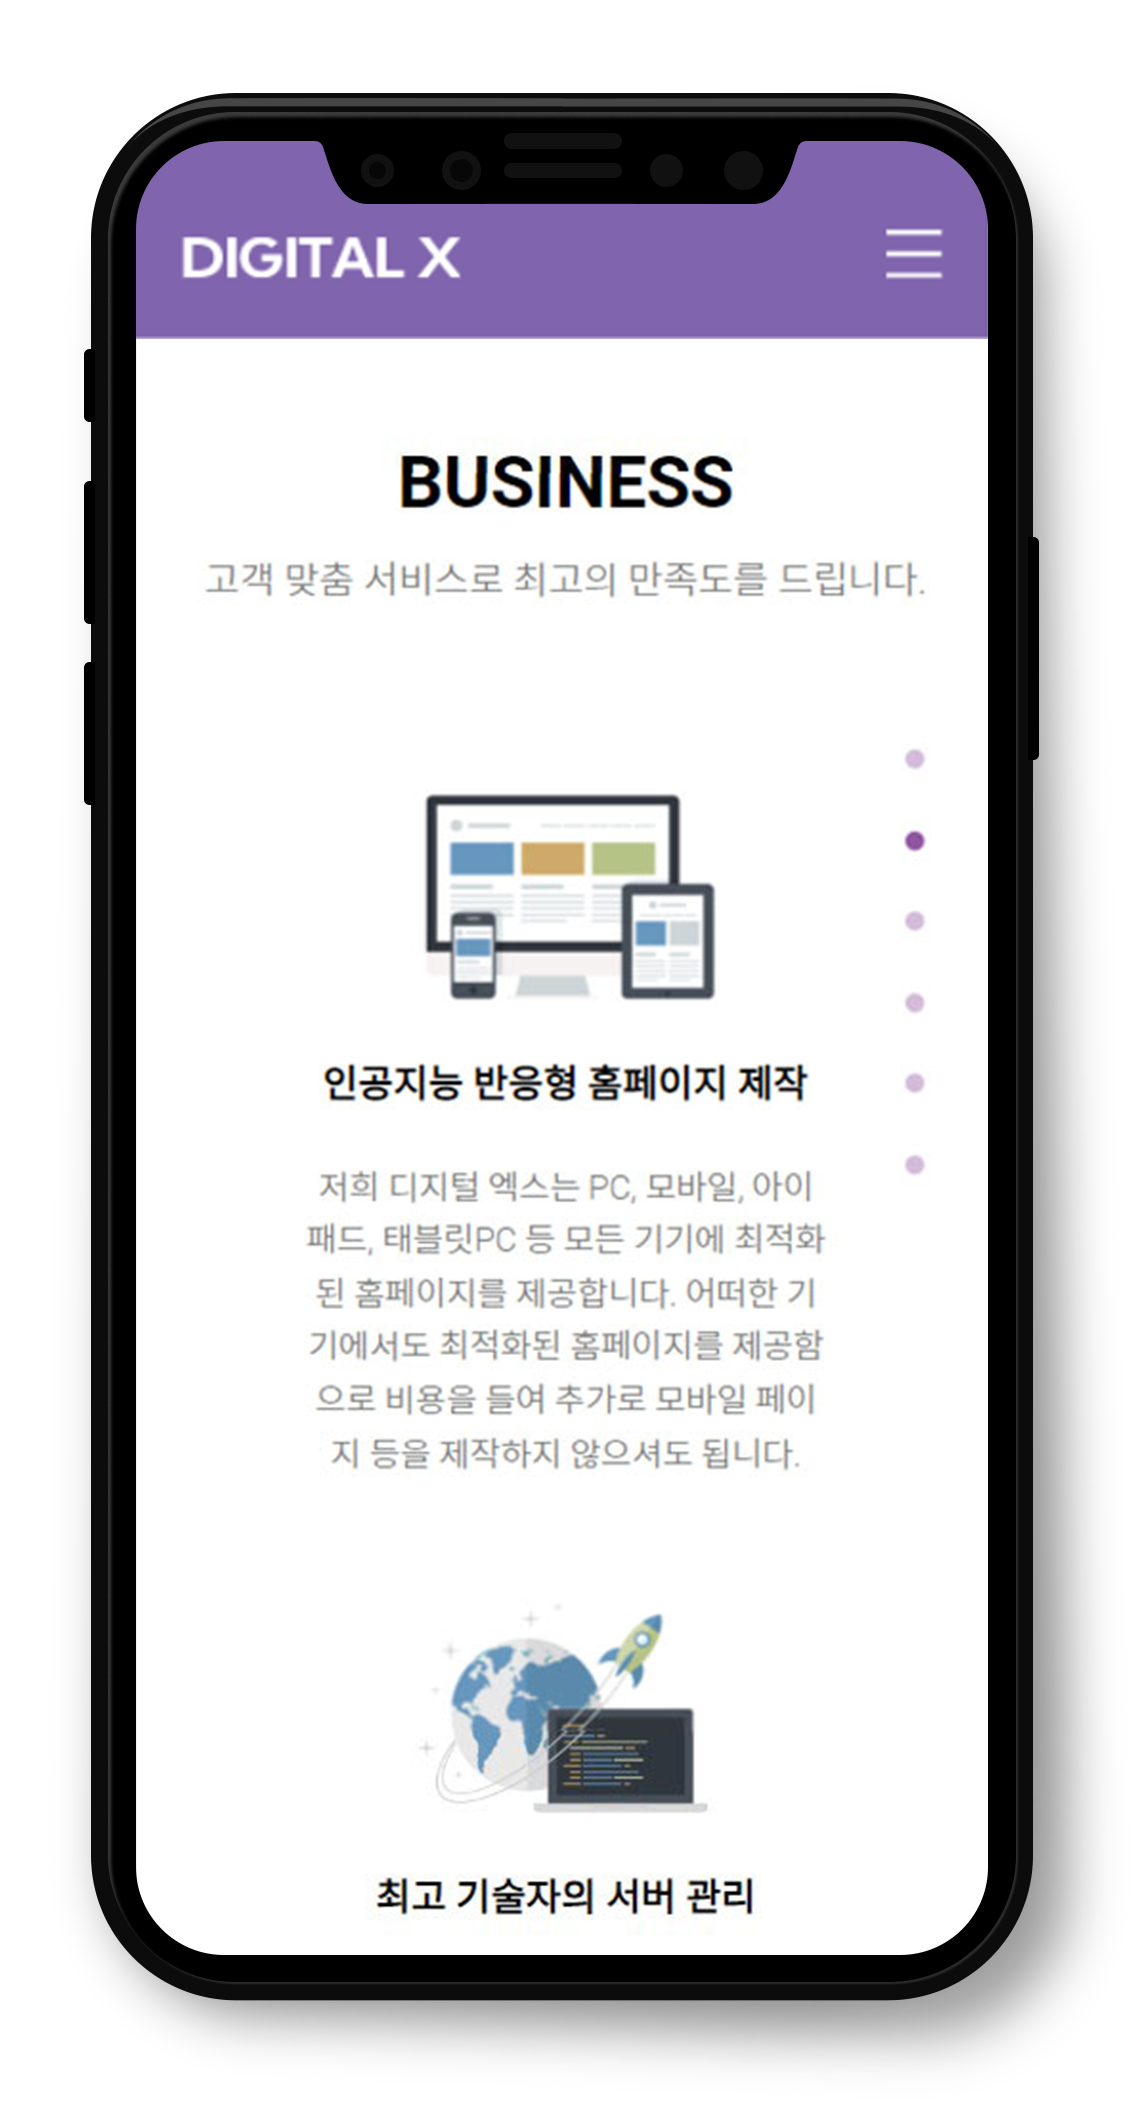 DIGITAL X
BUSINESS
고객 맞춤 서비스로 최고의 만족도를 드립니다.
인공지능 반응형 홈페이지 제작
저희 디지털 엑스는 PC, 모바일, 아이
패드, 태블릿PC 등 모든 기기에 최적화
된 홈페이지를 제공합니다. 어떠한 기
기에서도 최적화된 홈페이지를 제공함
으로 비용을 들여 추가로 모바일 페이
지 등을 제작하지 않으셔도 됩니다.
최고 기술자의 서버 관리